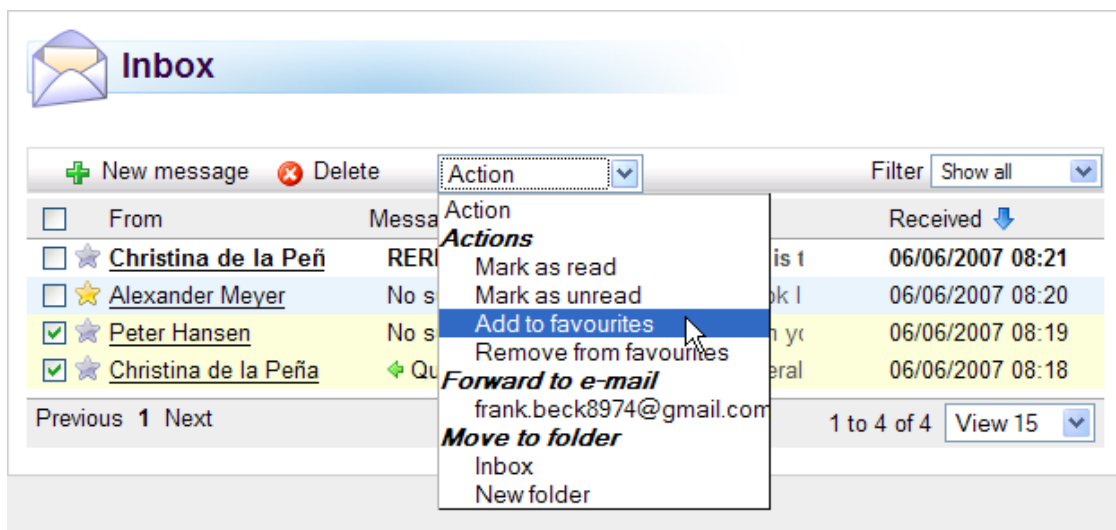 Inbox
New message Delete Action Filter Show all
From Messa Action Received
Actions
Christina de la Peñ is t 06/06/2007 08:21
Mark as read
Alexander Meyer No s Mark as unread ok I 06/06/2007 08:20
Add to favourites
Peter Hansen No s yo 06/06/2007 08:19
Remove from favourites
Christina de la Peña Qu eral 06/06/2007 08:18
Forward to e-mail
frank.beck8974@gmail.com
Previous 1 Next 1 to 4 of 4 View 15
Move to folder
Inbox
New folder